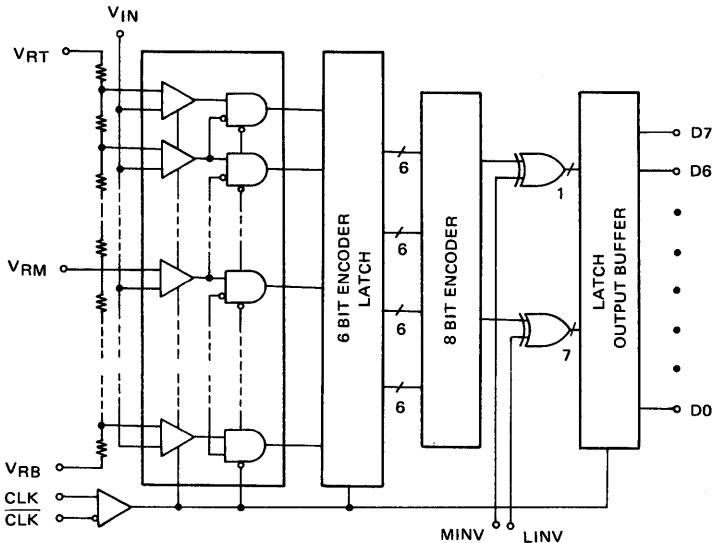 VIN
VRT
VRM
VRB
CLK
CLK
6 BIT ENCODER
LATCH
6
6
6
6
8 BIT ENCODER
1
7
LATCH
OUTPUT BUFFER
D7
D6
D0
MINV
LINV